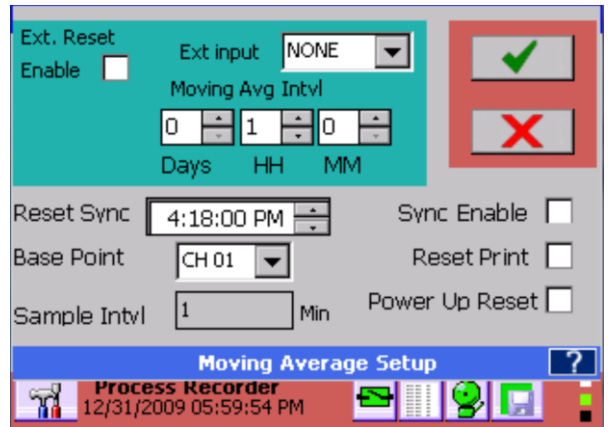 Ext. Reset
Enable
Ext input NONE
Moving Avg Intvl
0 1 0
Days HH MM
Reset Sync 4:18:00 PM Sync Enable
Base Point CH 01 Reset Print
Sample Intvl 1 Min Power Up Reset
Moving Average Setup ?
Process Recorder
12/31/2009 05:59:54 PM